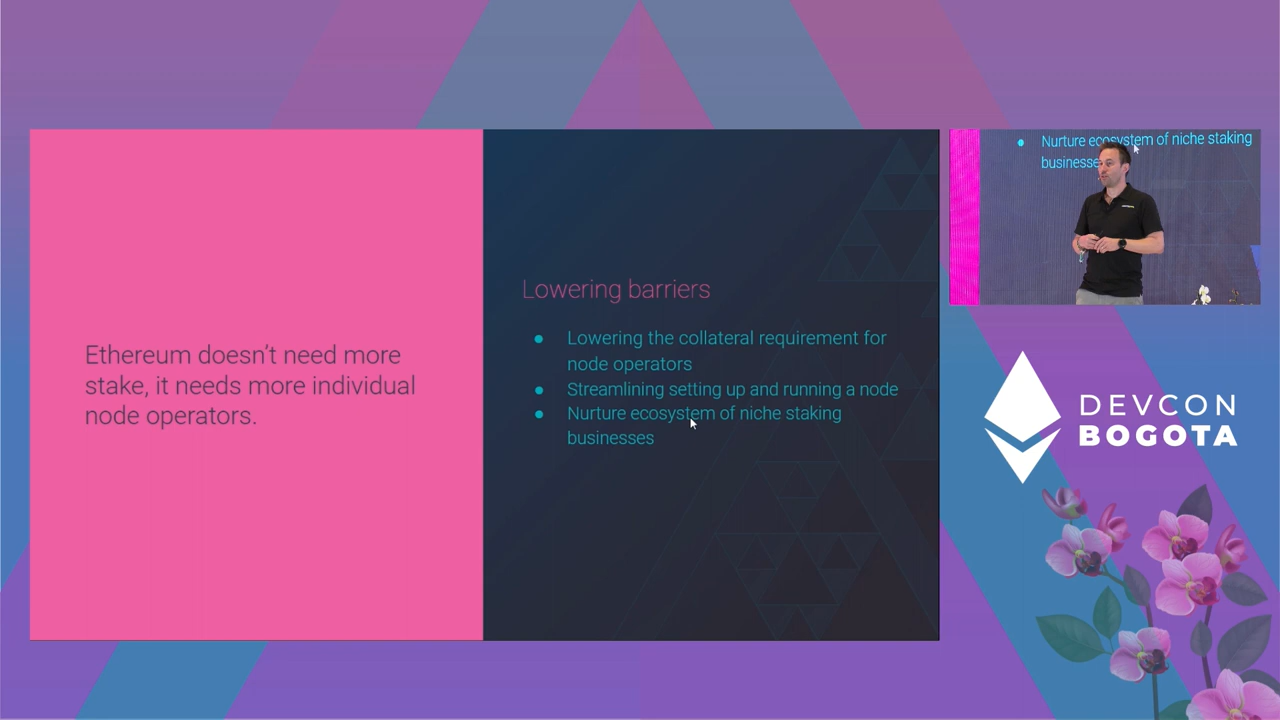 Ethereum doesn't need more
stake, it needs more individual
node operators.
Lowering barriers
● Lowering the collateral requirement for
node operators
● Streamlining setting up and running a node
● Nurture ecosystem of niche staking
businesses
● Nurture ecosystem of niche staking
businesse
DEVCON
BOGOTA